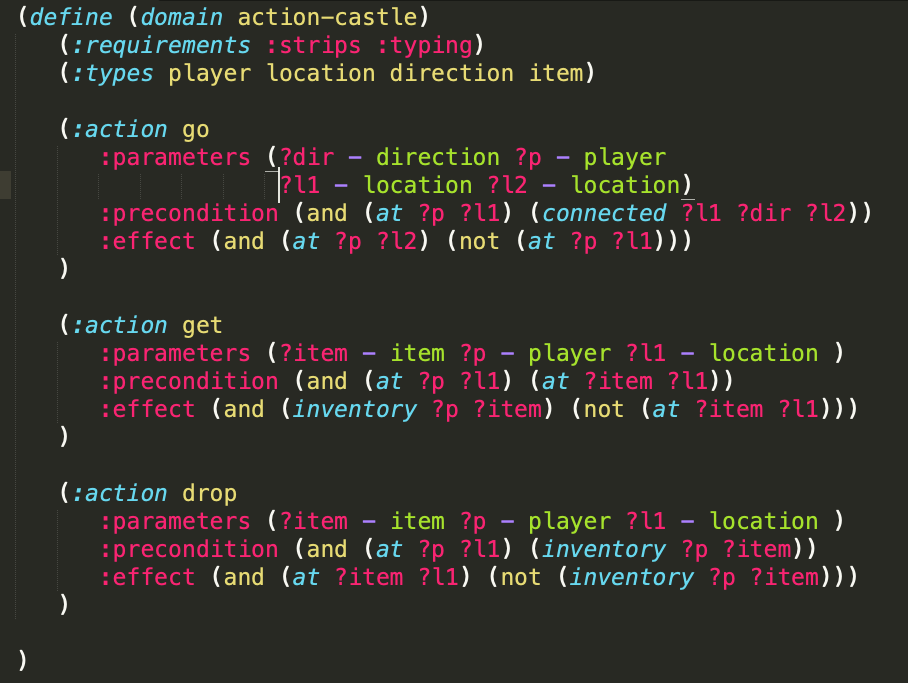 (define (domain action-castle)
(:requirements :strips :typing)
(:types player location direction item)
(:action go
:parameters (?dir - direction ?p - player
?l1 - location ?l2 - location)
:precondition (and (at ?p ?l1) (connected ?l1 ?dir ?l2))
:effect (and (at ?p ?l2) (not (at ?p ?l1)))
)
(:action get
:parameters (?item - item ?p - player ?l1 - location )
:precondition (and (at ?p ?l1) (at ?item ?l1))
:effect (and (inventory ?p ?item) (not (at ?item ?l1)))
)
(:action drop
:parameters (?item - item ?p - player ?l1 - location )
:precondition (and (at ?p ?l1) (inventory ?p ?item))
:effect (and (at ?item ?l1) (not (inventory ?p ?item)))
)
)